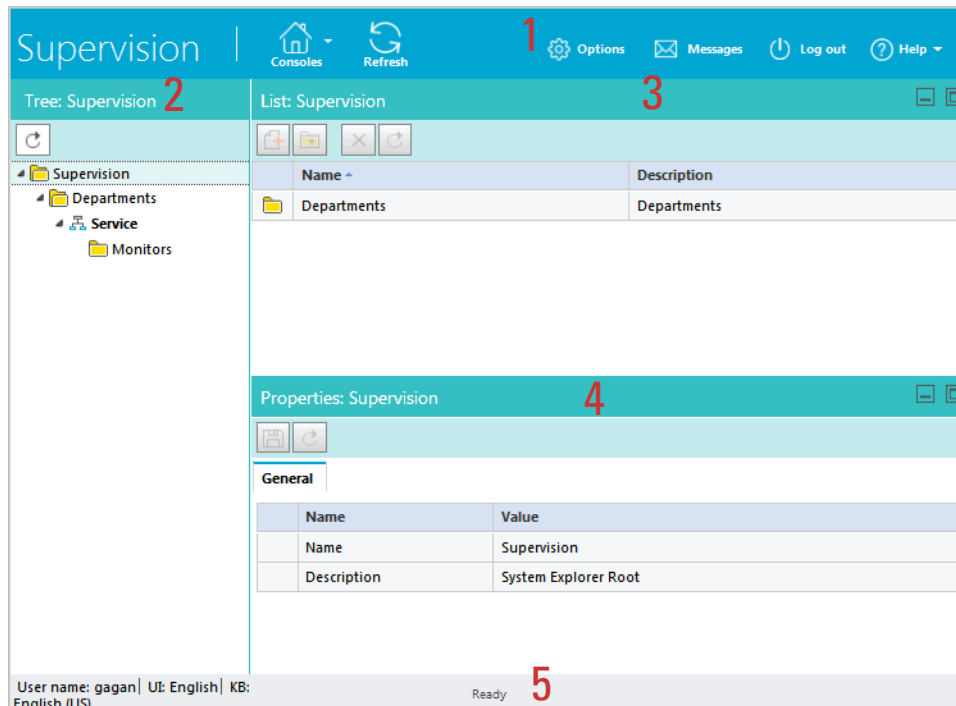 Supervision
Consoles
Refresh
1
Options
Messages
Log out
Help
Tree: Supervision 2
List: Supervision 3
Supervision
Departments
Service
Monitors
Name Description
Departments Departments
Properties: Supervision 4
General
Name Value
Name Supervision
Description System Explorer Root
User name: gagan| UI: English| KB:
English (US)
Ready 5